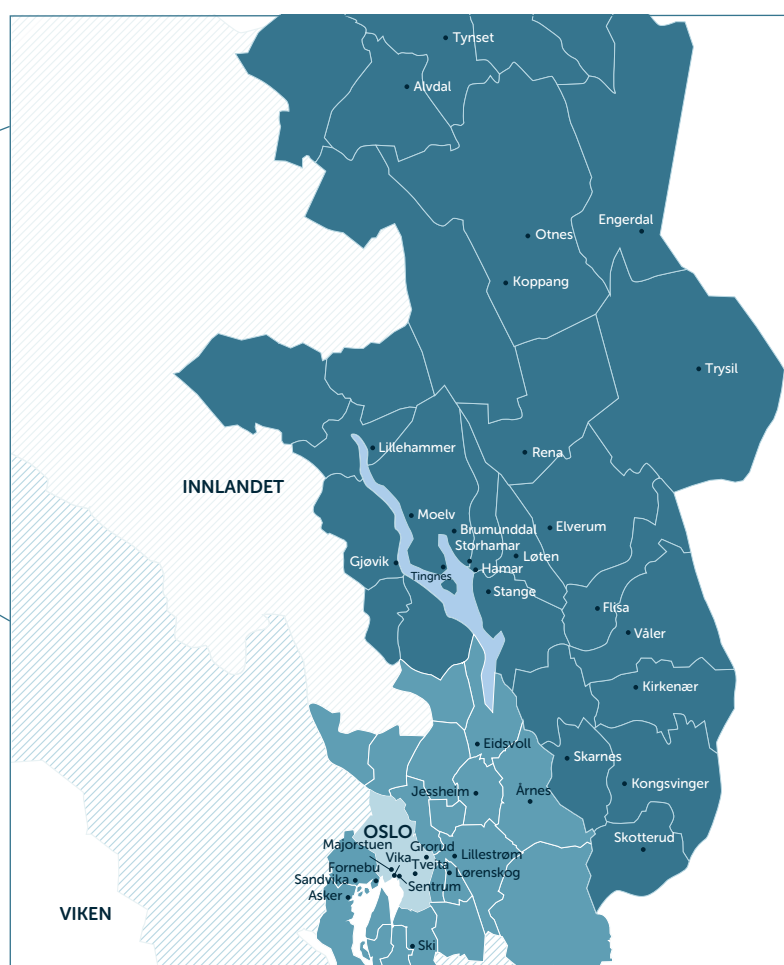 Tynset
Alvdal
Engerdal
Otnes
Koppang
Trysil
Lillehammer
Rena
INNLANDET
Moelv
Brumunddal
Elverum
Storhamar
Løten
Gjøvik
Hamar
Tingnes
Stange
Flisa
Våler
Kirkenær
Eidsvoll
Skarnes
Kongsvinger
Jessheim
Årnes
OSLO
Skotterud
Majorstuen
Grorud
Vika
Lillestrøm
Fornebu
Tveita
Lørenskog
Sandvika
Sentrum
Asker
VIKEN
Ski